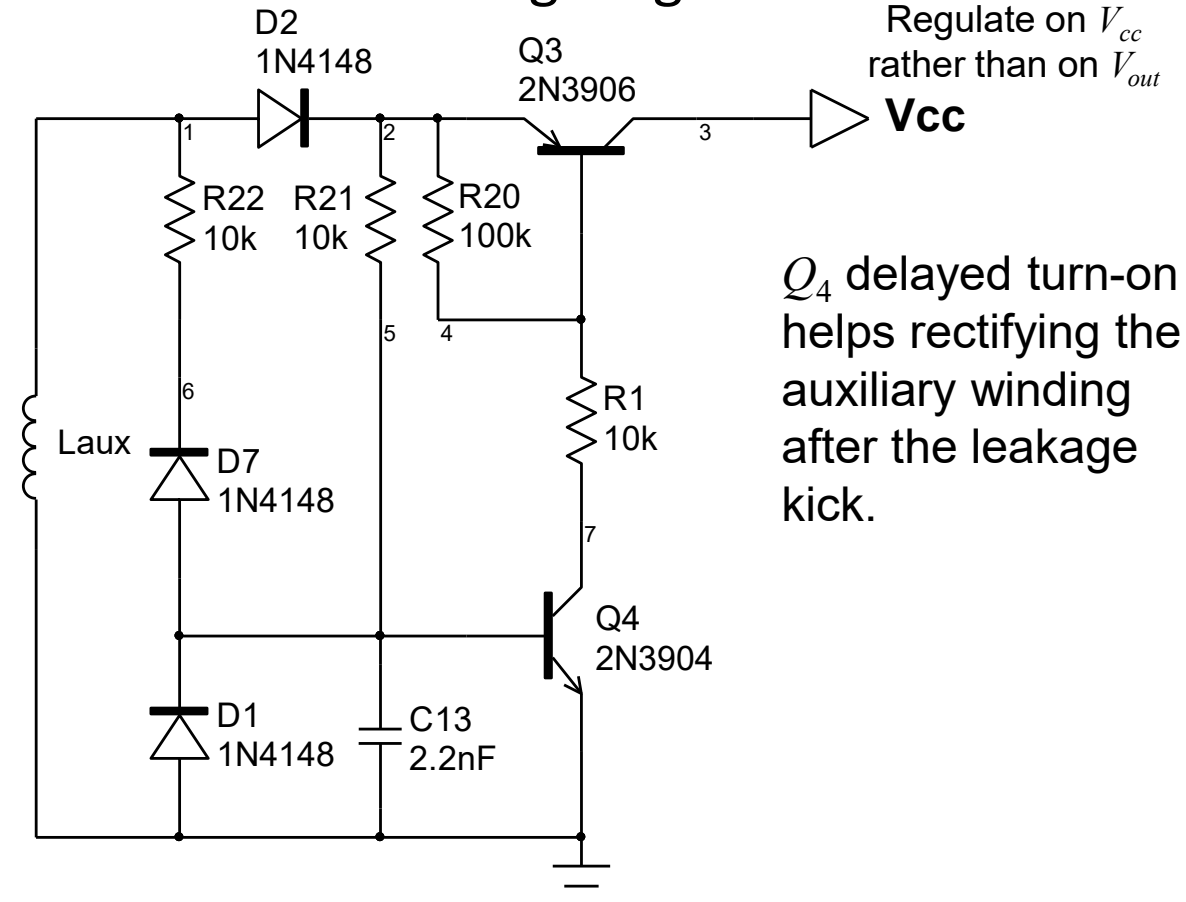 Regulate on Vcc
rather than on Vout
D2
1N4148
Q3
2N3906
Vcc
1
2
3
R22
10k
R21
10k
R20
100k
Q4 delayed turn-on
helps rectifying the
auxiliary winding
after the leakage
kick.
5
4
6
R1
10k
Laux
D7
1N4148
7
Q4
2N3904
D1
1N4148
C13
2.2nF